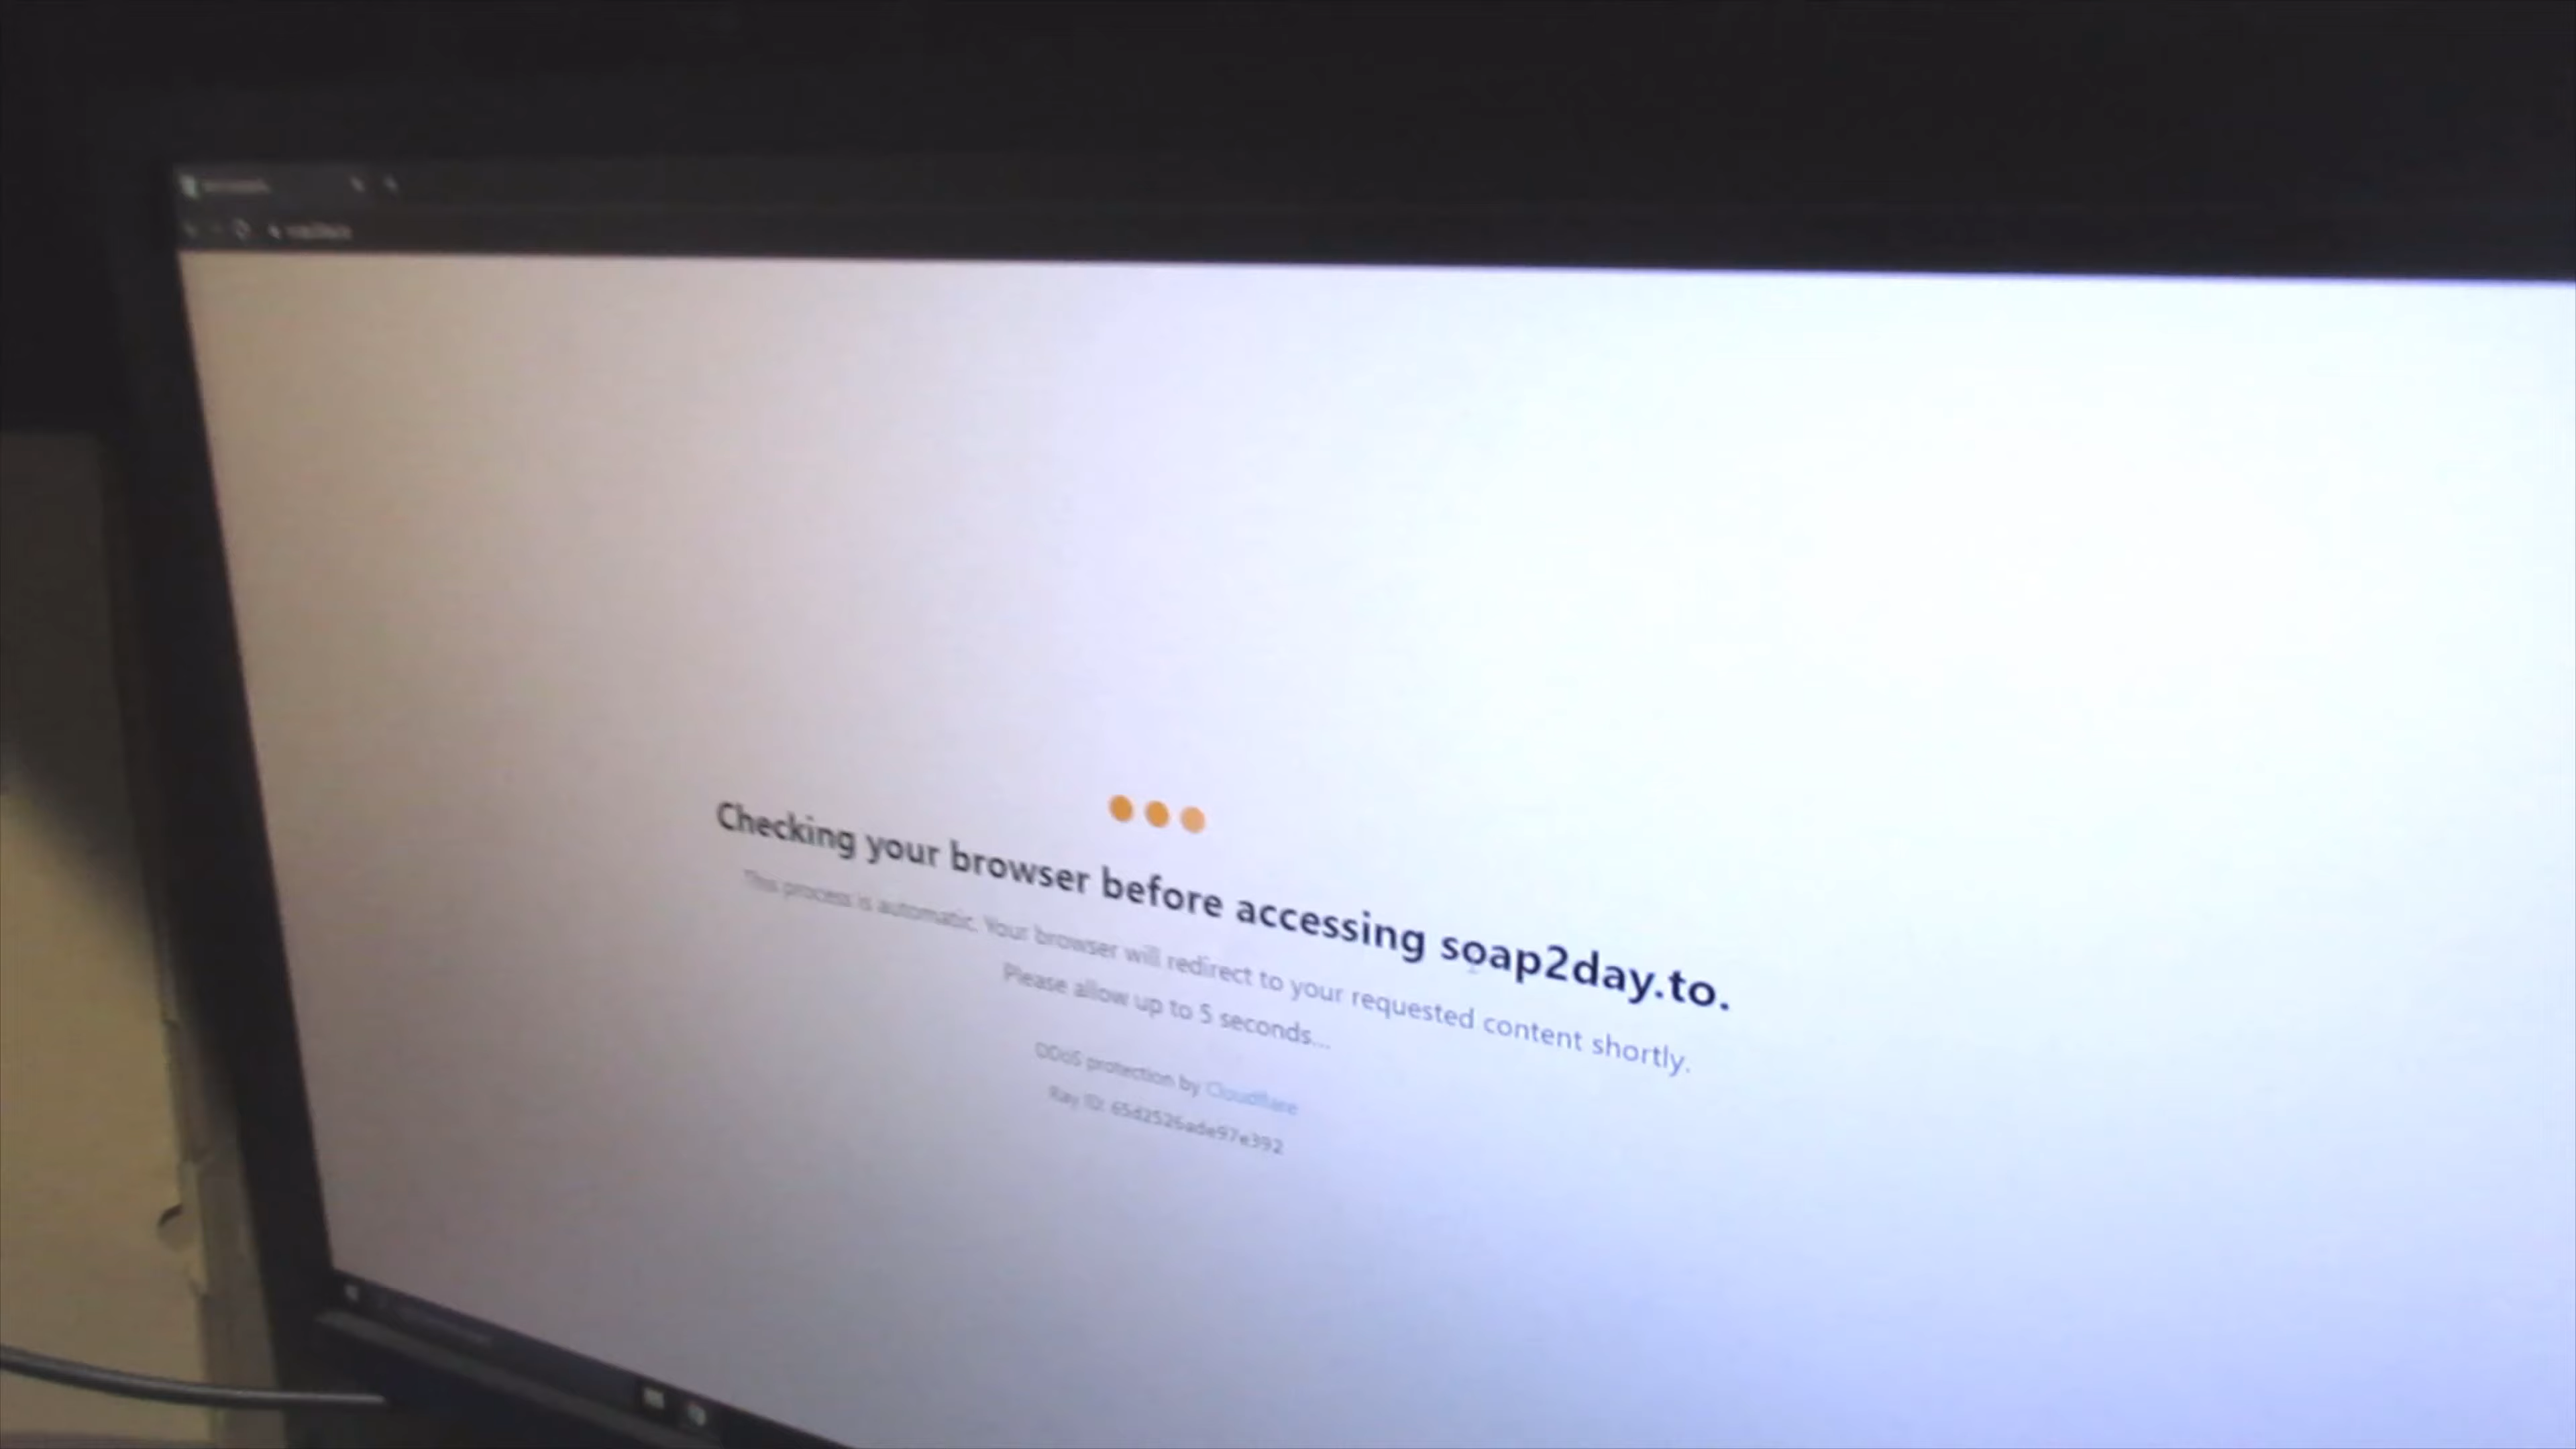 Checking your browser before accessing soap2day.to.
This process is automatic. Your browser will redirect to your requested content shortly.
Please allow up to 5 seconds...
DDoS protection by Cloudflare
Ray ID: 65d2526ade97e392